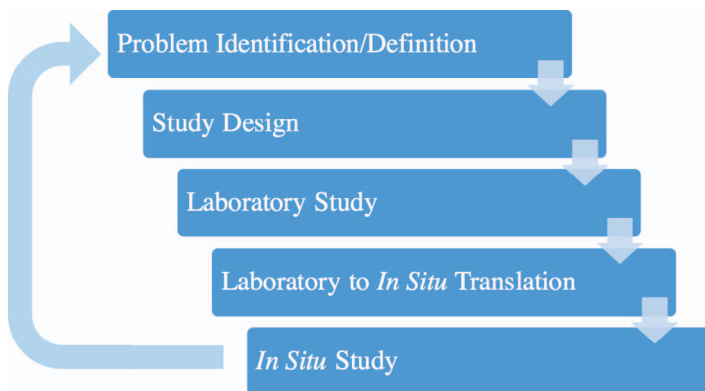 Problem Identification/Definition
Study Design
Laboratory Study
Laboratory to In Situ Translation
In Situ Study